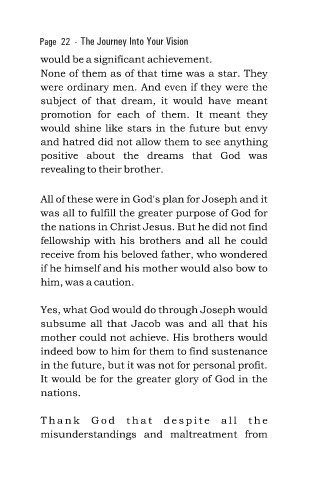 Page 22 - The Journey Into Your Vision
would be a significant achievement.
None of them as of that time was a star. They
were ordinary men. And even if they were the
subject of that dream, it would have meant
promotion for each of them. It meant they
would shine like stars in the future but envy
and hatred did not allow them to see anything
positive about the dreams that God was
revealing to their brother.
All of these were in God's plan for Joseph and it
was all to fulfill the greater purpose of God for
the nations in Christ Jesus. But he did not find
fellowship with his brothers and all he could
receive from his beloved father, who wondered
if he himself and his mother would also bow to
him, was a caution.
Yes, what God would do through Joseph would
subsume all that Jacob was and all that his
mother could not achieve. His brothers would
indeed bow to him for them to find sustenance
in the future, but it was not for personal profit.
It would be for the greater glory of God in the
nations.
Thank God that despite all the
misunderstandings and maltreatment from